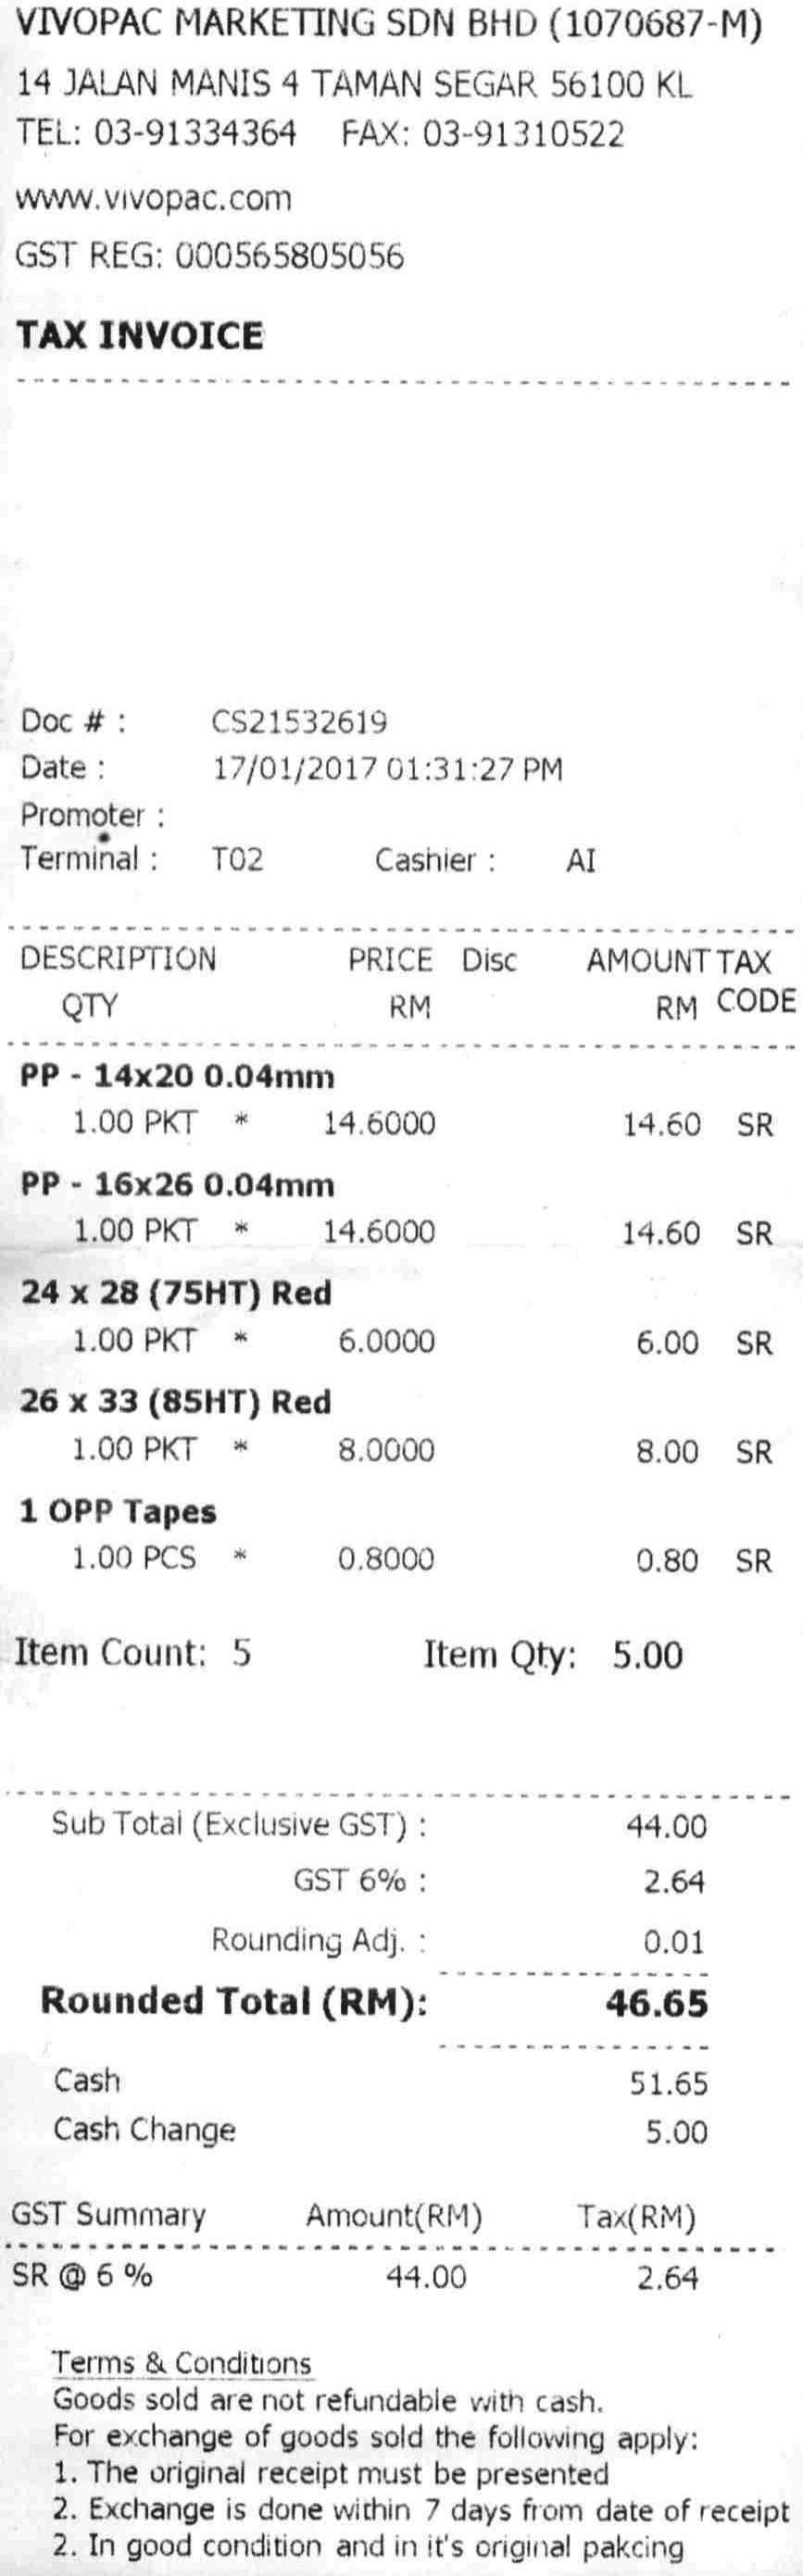 VIVOPAC MARKETING SDN BHD (1070687-M)
14 JALAN MANIS 4 TAMAN SEGAR 56100 KL
TEL: 03-91334364 FAX: 03-91310522
www.vivopac.com
GST REG: 000565805056
TAX INVOICE
Doc # : CS21532619
Date : 17/01/2017 01:31:27 PM
Promoter :
Terminal : T02 Cashier : AI
DESCRIPTION PRICE Disc AMOUNT TAX
QTY RM RM CODE
PP - 14x20 0.04mm
1.00 PKT * 14.6000 14.60 SR
PP - 16x26 0.04mm
1.00 PKT * 14.6000 14.60 SR
24 x 28 (75HT) Red
1.00 PKT * 6.0000 6.00 SR
26 x 33 (85HT) Red
1.00 PKT * 8.0000 8.00 SR
1 OPP Tapes
1.00 PCS * 0.8000 0.80 SR
Item Count: 5 Item Qty: 5.00
Sub Total (Exclusive GST) : 44.00
GST 6% : 2.64
Rounding Adj. : 0.01
Rounded Total (RM): 46.65
Cash 51.65
Cash Change 5.00
GST Summary Amount(RM) Tax(RM)
SR @ 6 % 44.00 2.64
Terms & Conditions
Goods sold are not refundable with cash.
For exchange of goods sold the following apply:
1. The original receipt must be presented
2. Exchange is done within 7 days from date of receipt
2. In good condition and in it's original pakcing